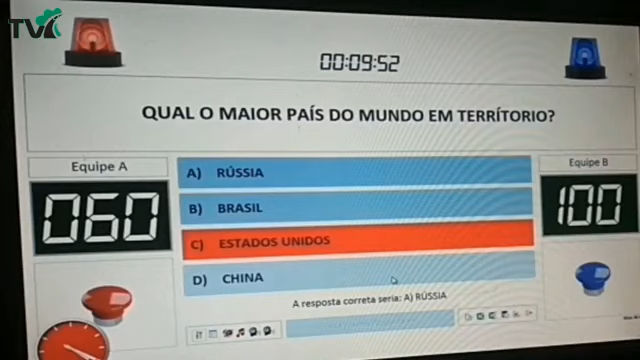 TV
00:09:52
QUAL O MAIOR PAÍS DO MUNDO EM TERRÍTORIO?
Equipe A
Equipe B
060
100
A) RÚSSIA
B) BRASIL
C) ESTADOS UNIDOS
D) CHINA
A resposta correta seria: A) RÚSSIA